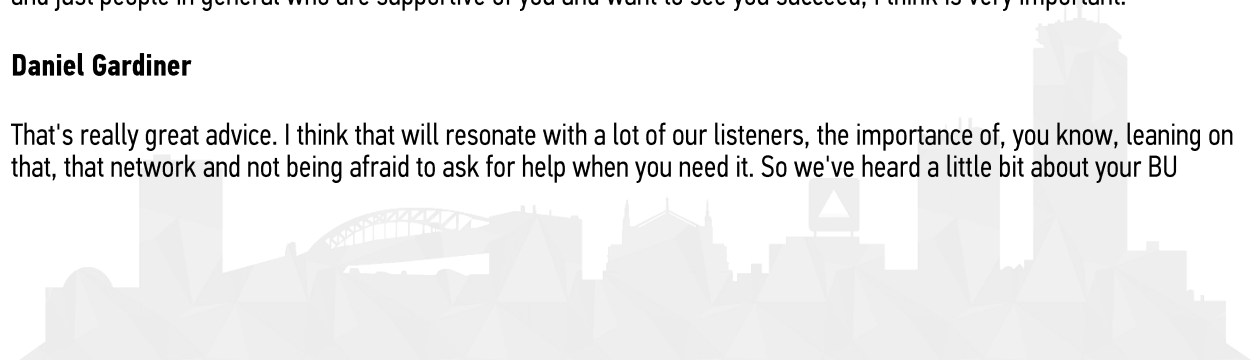 and just people in general who are supportive of you and want to see you succeed, I think is very important.
Daniel Gardiner
That's really great advice. I think that will resonate with a lot of our listeners, the importance of, you know, leaning on
that, that network and not being afraid to ask for help when you need it. So we've heard a little bit about your BU